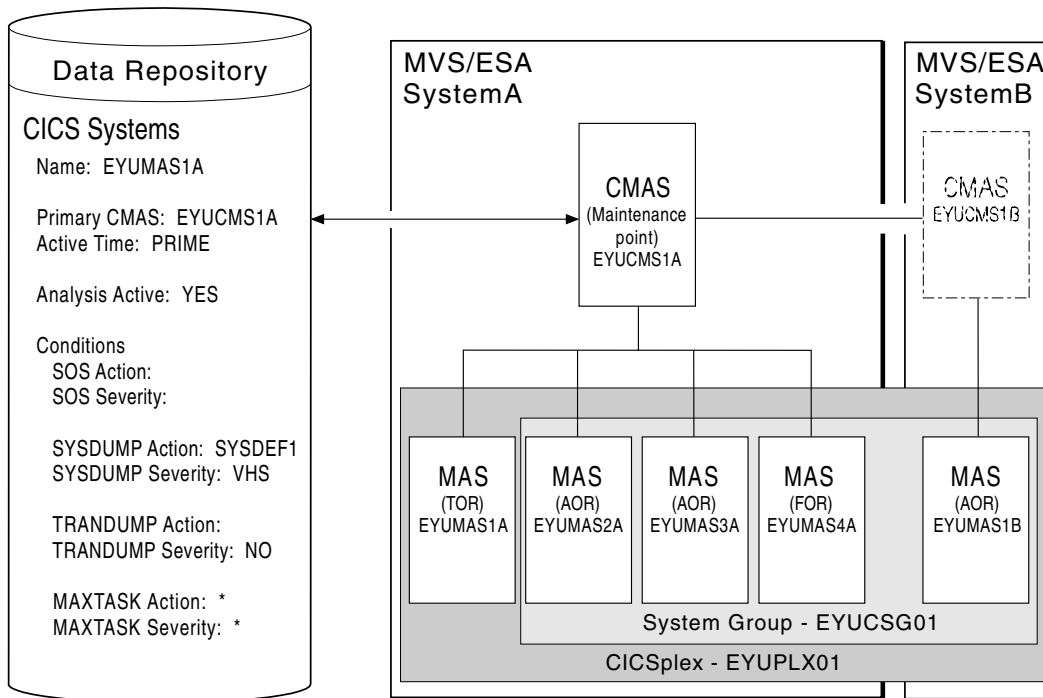 Data Repository
CICS Systems
Name: EYUMAS1A
Primary CMAS: EYUCMS1A
Active Time: PRIME
Analysis Active: YES
Conditions
SOS Action:
SOS Severity:
SYSDUMP Action: SYSDEF1
SYSDUMP Severity: VHS
TRANDUMP Action:
TRANDUMP Severity: NO
MAXTASK Action: *
MAXTASK Severity: *
MVS/ESA
SystemA
CMAS
(Maintenance
point)
EYUCMS1A
MVS/ESA
SystemB
CMAS
EYUCMS1B
MAS
(TOR)
EYUMAS1A
MAS
(AOR)
EYUMAS2A
MAS
(AOR)
EYUMAS3A
MAS
(FOR)
EYUMAS4A
MAS
(AOR)
EYUMAS1B
System Group - EYUCSG01
CICSplex - EYUPLX01